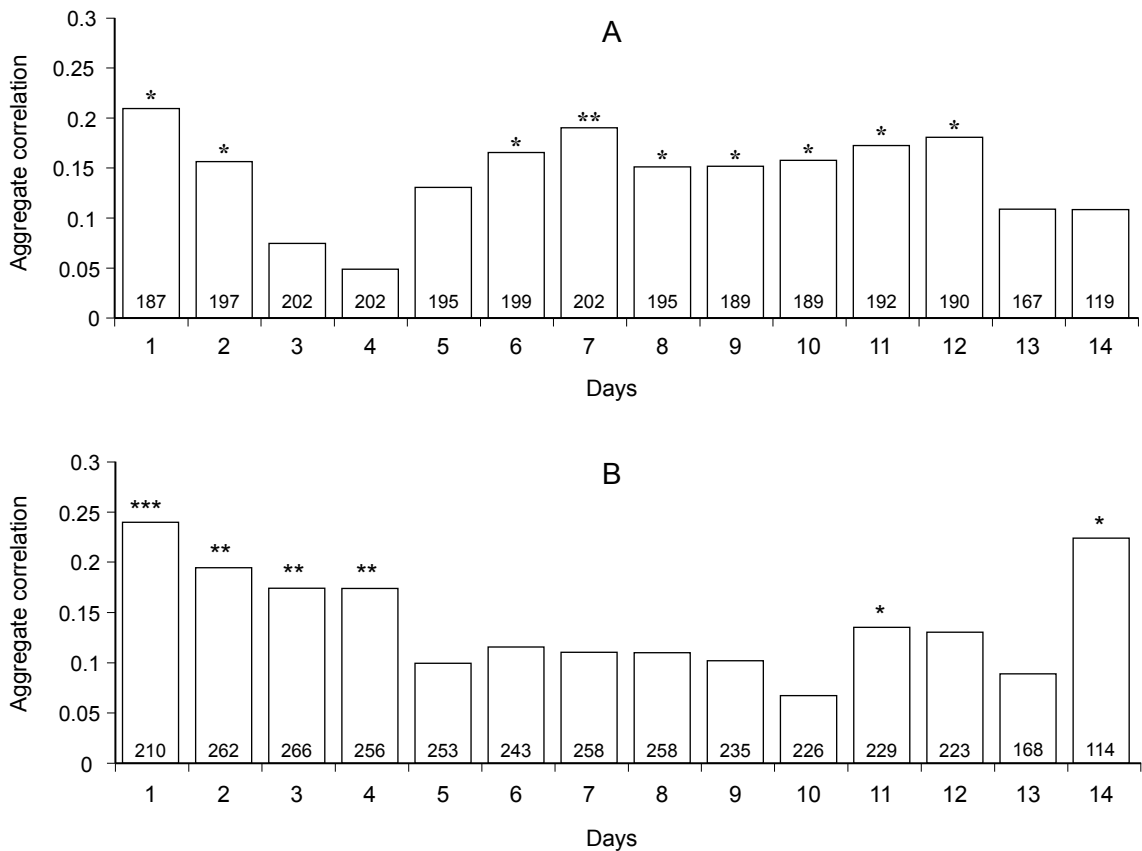 A
Aggregate correlation
0.3
0.25
0.2
0.15
0.1
0.05
0
* * * ** * * * * *
187 197 202 202 195 199 202 195 189 189 192 190 167 119
1 2 3 4 5 6 7 8 9 10 11 12 13 14
Days
B
Aggregate correlation
0.3
0.25
0.2
0.15
0.1
0.05
0
*** ** ** ** * *
210 262 266 256 253 243 258 258 235 226 229 223 168 114
1 2 3 4 5 6 7 8 9 10 11 12 13 14
Days